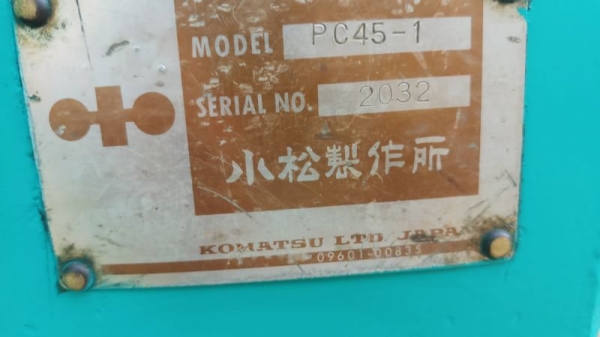 MODEL PC45-1
SERIAL NO. 2032
小松製作所
KOMATSU LTD. JAPAN
09601-00835